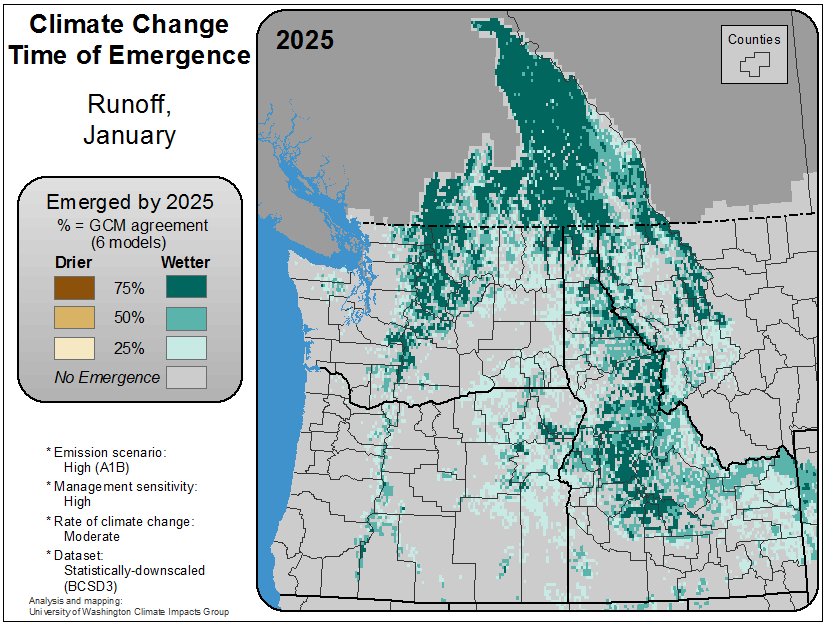 Climate Change
Time of Emergence
Runoff,
January
Emerged by 2025
% = GCM agreement
(6 models)
Drier Wetter
75%
50%
25%
No Emergence
* Emission scenario:
High (A1B)
* Management sensitivity:
High
* Rate of climate change:
Moderate
* Dataset:
Statistically-downscaled
(BCSD3)
Analysis and mapping:
University of Washington Climate Impacts Group
2025
Counties